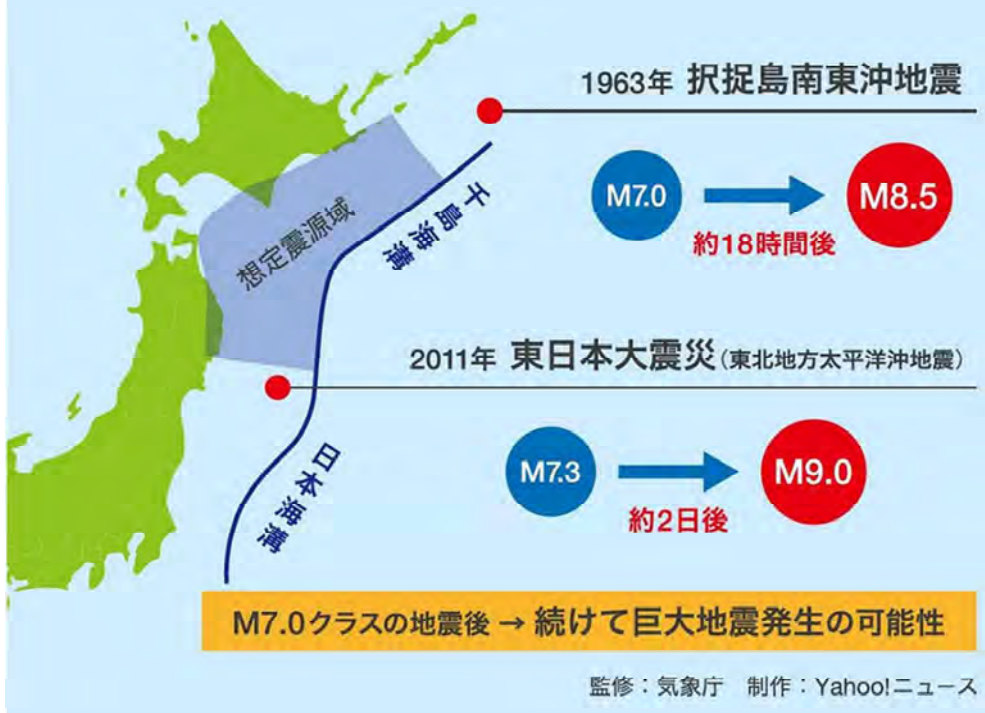 1963年 択捉島南東沖地震
M7.0
M8.5
約18時間後
千島海溝
想定震源域
2011年 東日本大震災(東北地方太平洋沖地震)
M7.3
M9.0
約2日後
日本海溝
M7.0クラスの地震後 → 続けて巨大地震発生の可能性
監修:気象庁 制作:Yahoo!ニュース